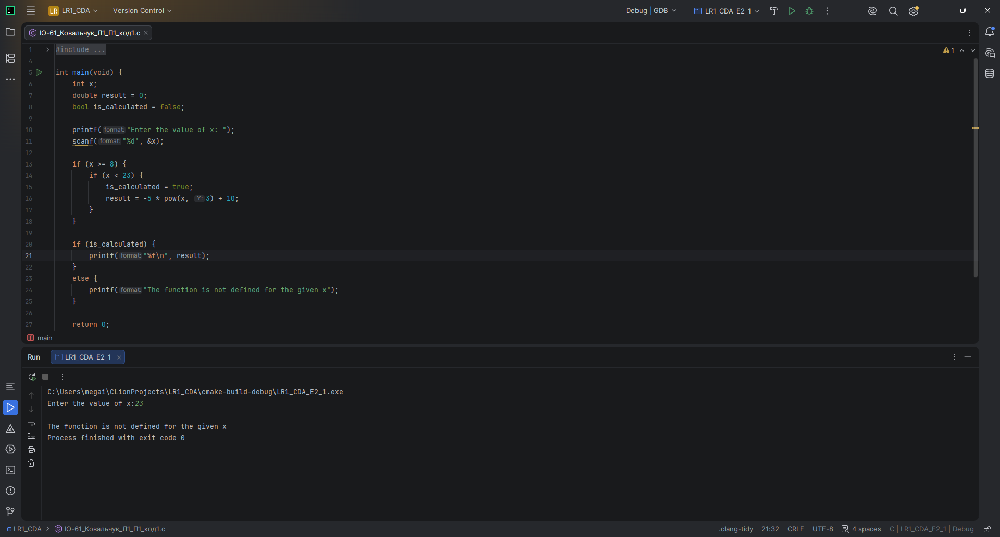 LR LR1_CDA Version Control Debug | GDB LR1_CDA_E2_1
ІО-61_Ковальчук_Л1_П1_код1.c
1 #include ...
1
4
5 int main(void) {
6 int x;
7 double result = 0;
8 bool is_calculated = false;
9
10 printf( format: "Enter the value of x: ");
11 scanf( format: "%d", &x);
12
13 if (x >= 8) {
14 if (x < 23) {
15 is_calculated = true;
16 result = -5 * pow(x, Y: 3) + 10;
17 }
18 }
19
20 if (is_calculated) {
21 printf( format: "%f\n", result);
22 }
23 else {
24 printf( format: "The function is not defined for the given x");
25 }
26
27 return 0;
f main
Run LR1_CDA_E2_1
C:\Users\megai\CLionProjects\LR1_CDA\cmake-build-debug\LR1_CDA_E2_1.exe
Enter the value of x:23
The function is not defined for the given x
Process finished with exit code 0
LR1_CDA ІО-61_Ковальчук_Л1_П1_код1.c .clang-tidy 21:32 CRLF UTF-8 4 spaces C | LR1_CDA_E2_1 | Debug